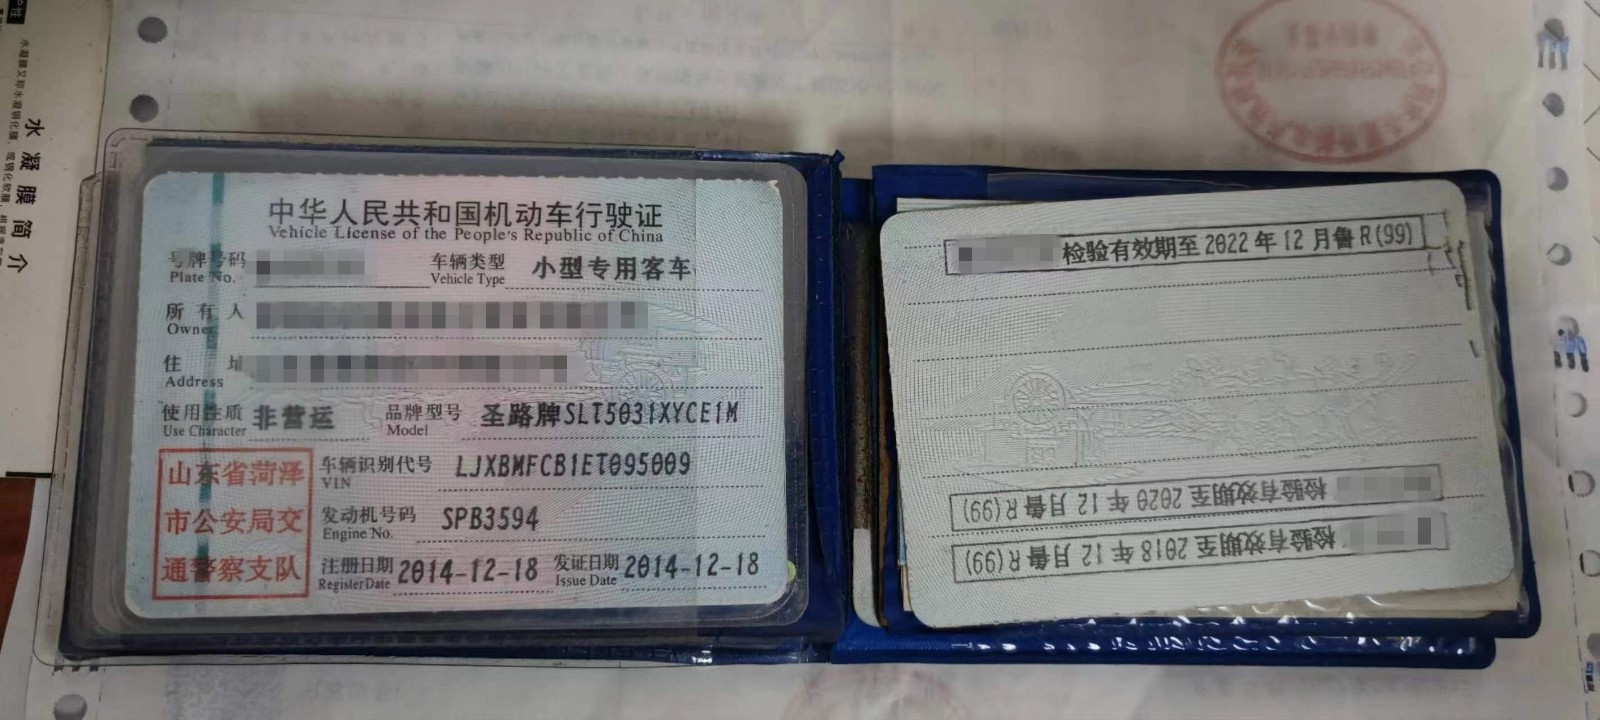 水凝膜简介
中华人民共和国机动车行驶证
Vehicle License of the People's Republic of China
号牌号码 车辆类型 小型专用客车
Plate No. Vehicle Type
所有人
Owner
住址
Address
使用性质 非营运 品牌型号 圣路牌SLT5031XYCE1M
Use Character Model
山东省菏泽
市公安局交
通警察支队
车辆识别代号 LJXBMFCB1ET095009
VIN
发动机号码 SPB3594
Engine No.
注册日期 2014-12-18 发证日期 2014-12-18
Register Date Issue Date
检验有效期至2022年12月鲁R(99)
检验有效期至2020年12月鲁R(99)
检验有效期至2018年12月鲁R(99)